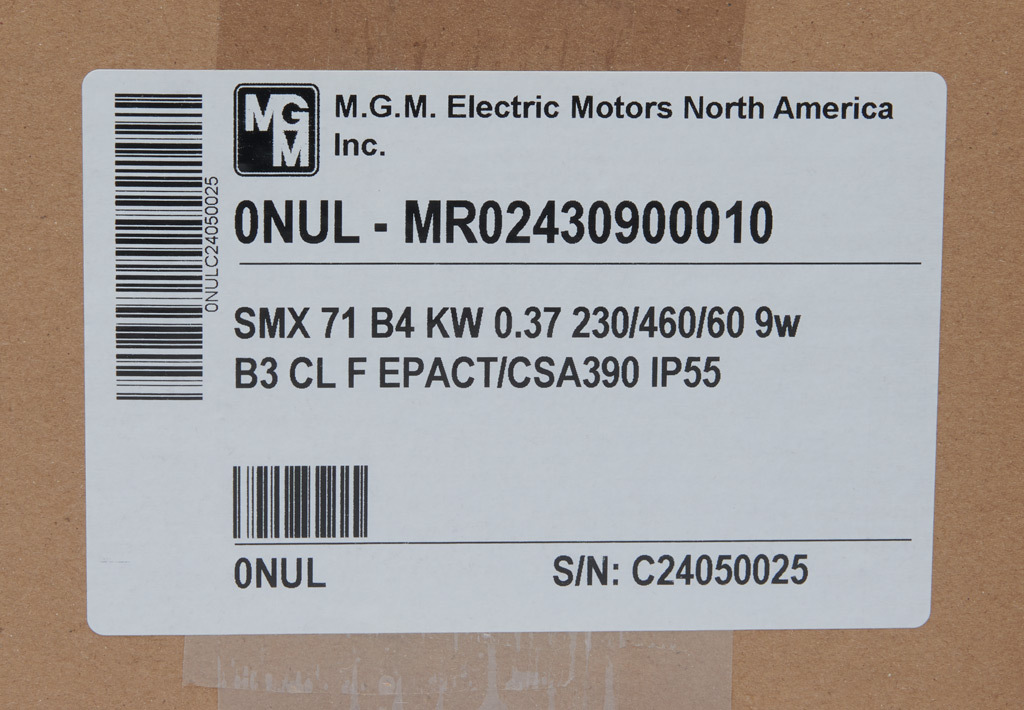 MGM
M.G.M. Electric Motors North America
Inc.
0NULC24050025
0NUL - MR02430900010
SMX 71 B4 KW 0.37 230/460/60 9w
B3 CL F EPACT/CSA390 IP55
0NUL
S/N: C24050025